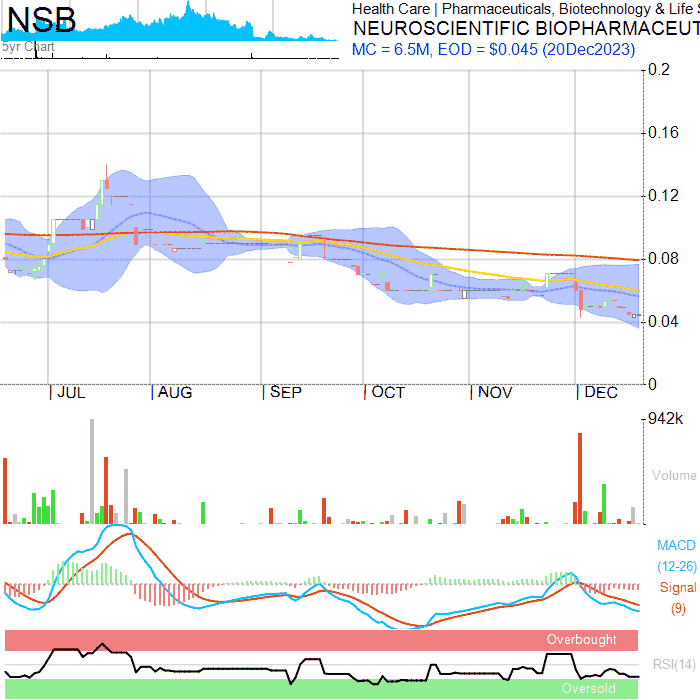 NSB
5yr Chart
Health Care | Pharmaceuticals, Biotechnology & Life S
NEUROSCIENTIFIC BIOPHARMACEUT
MC = 6.5M, EOD = $0.045 (20Dec2023)
0.2
0.16
0.12
0.08
0.04
0
JUL AUG SEP OCT NOV DEC
942k
Volume
MACD
(12-26)
Signal
(9)
Overbought
RSI(14)
Oversold